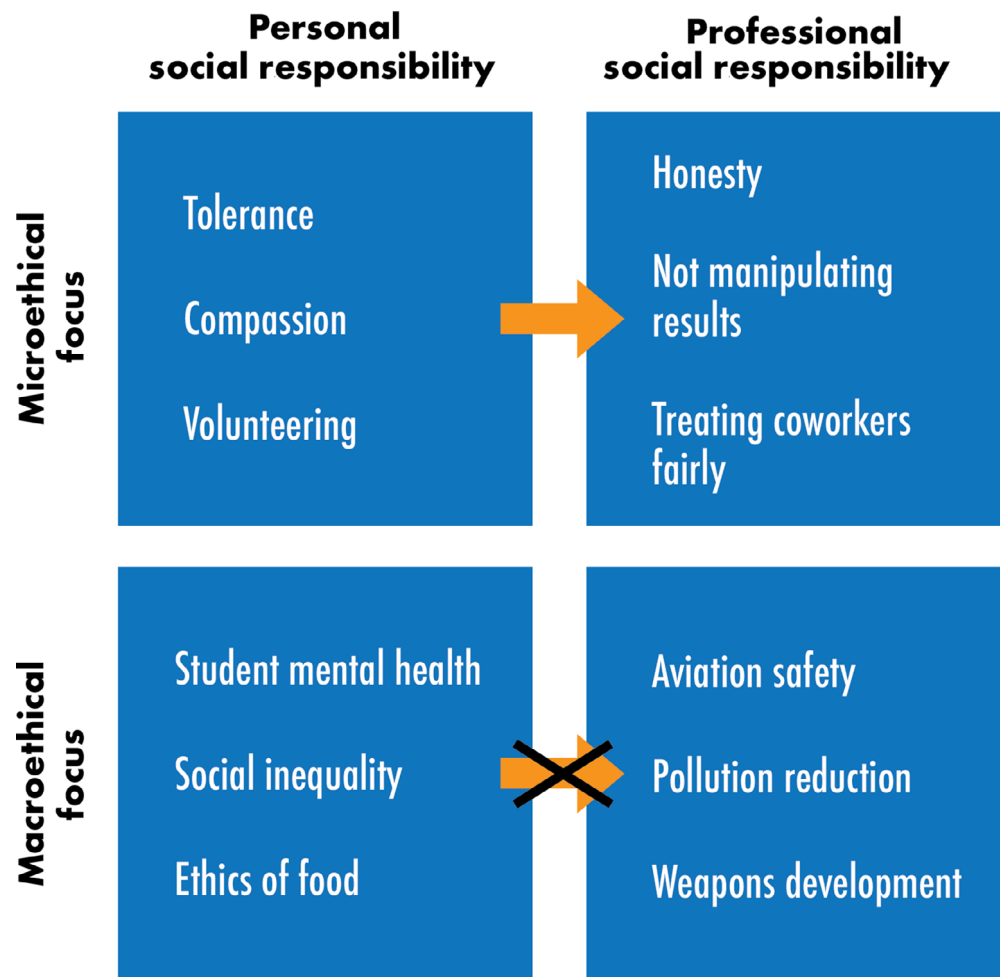 Personal
social responsibility
Professional
social responsibility
Microethical
focus
Tolerance
Compassion
Volunteering
Honesty
Not manipulating
results
Treating coworkers
fairly
Macroethical
focus
Student mental health
Social inequality
Ethics of food
Aviation safety
Pollution reduction
Weapons development